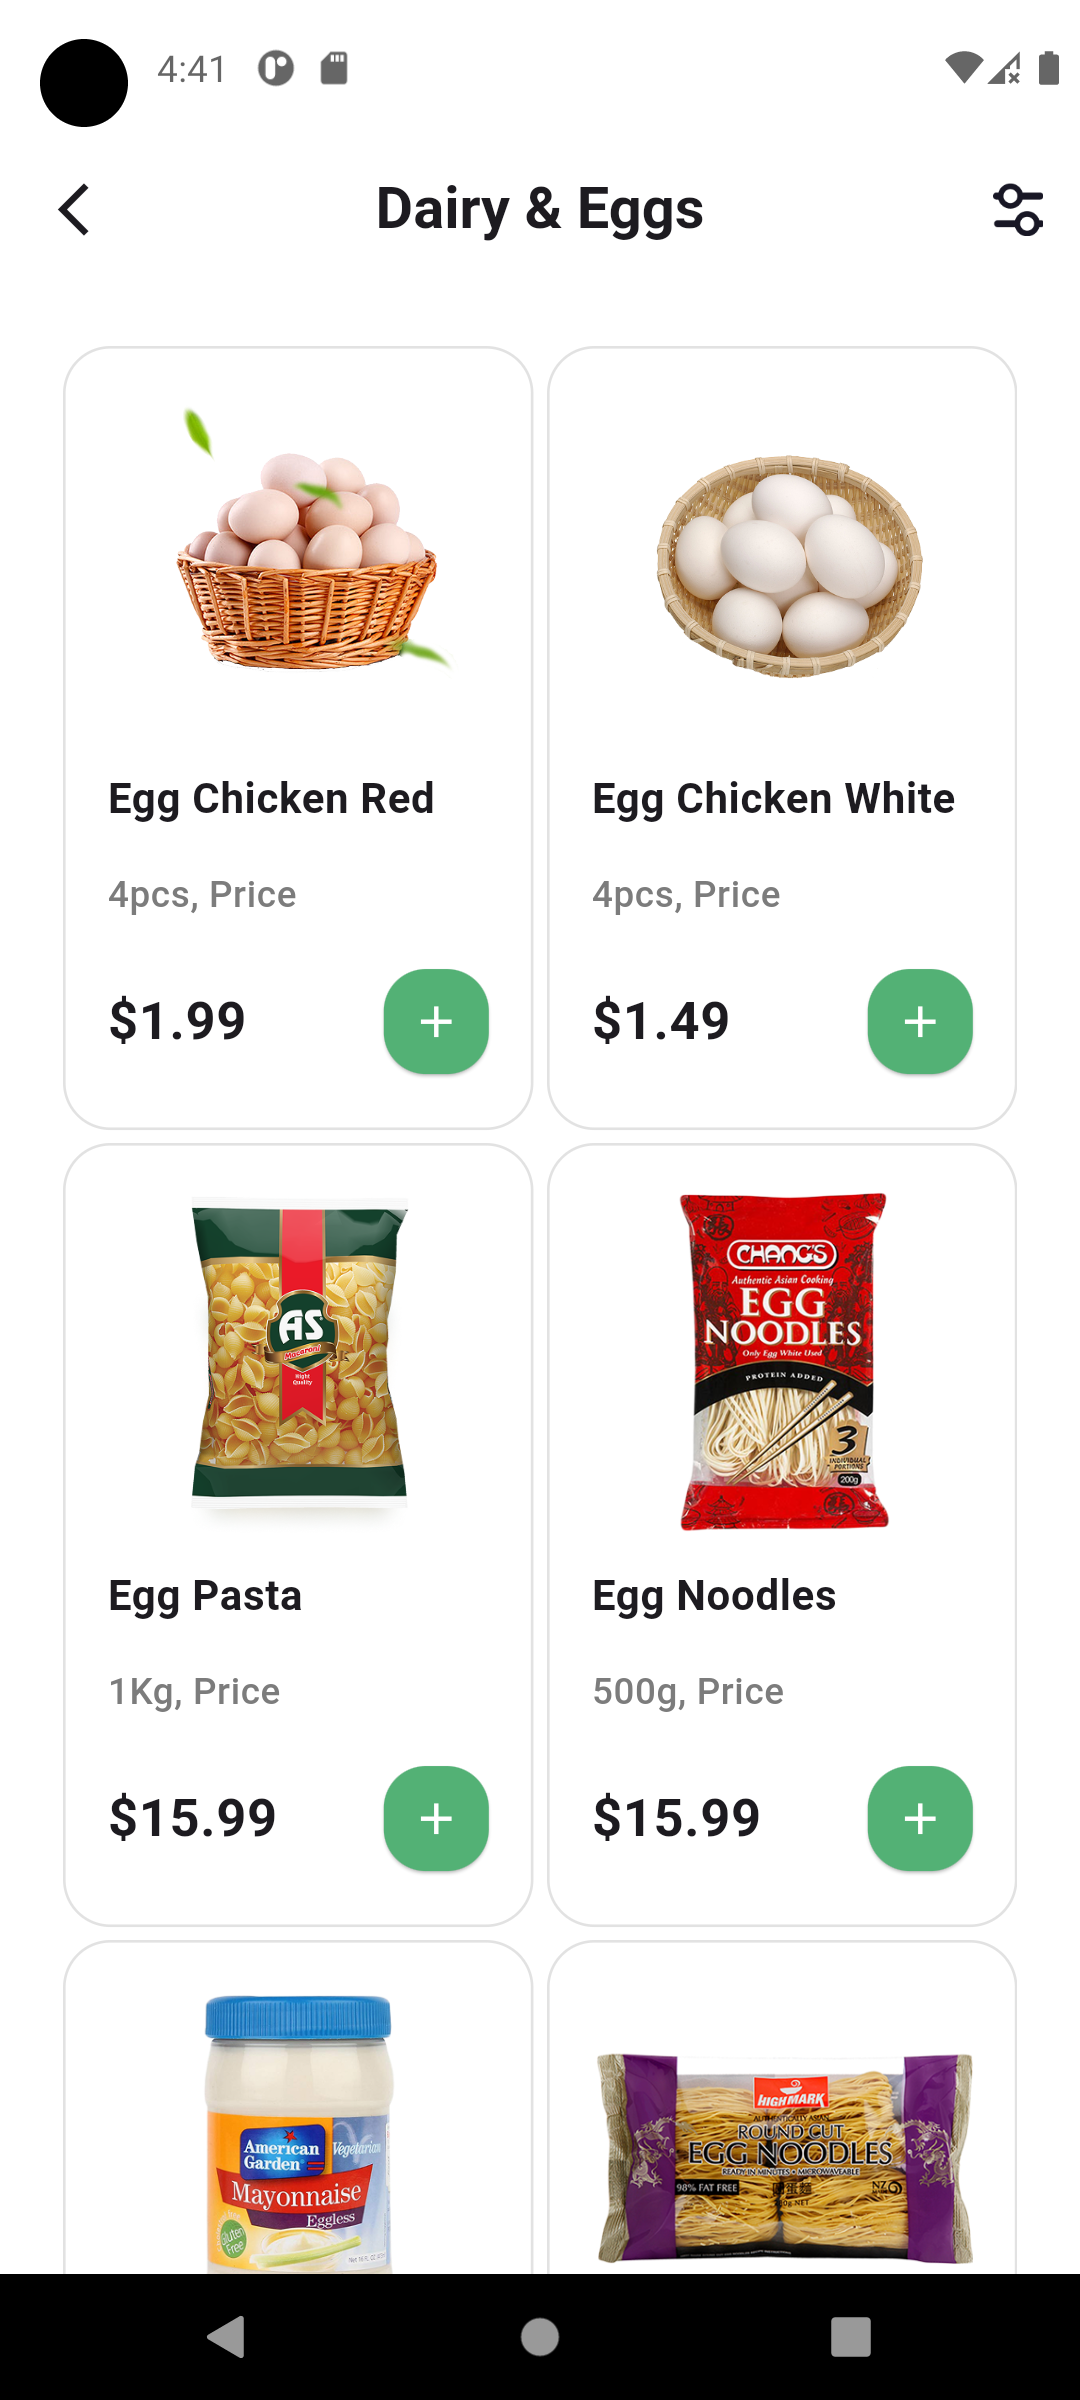 4:41
Dairy & Eggs
Egg Chicken Red
4pcs, Price
$1.99
Egg Chicken White
4pcs, Price
$1.49
AS
Macaroni
Hight
Quality
Egg Pasta
1Kg, Price
$15.99
CHANG'S
Authentic Asian Cooking
EGG
NOODLES
Only Egg White Used
PROTEIN ADDED
3
INDIVIDUAL
PORTIONS
200g
Egg Noodles
500g, Price
$15.99
American
Garden
Vegetarian
Mayonnaise
Eggless
Gluten
Free
HIGHMARK
AUTHENTICALLY ASIAN
ROUND CUT
EGG NOODLES
READY IN MINUTES • MICROWAVEABLE
98% FAT FREE